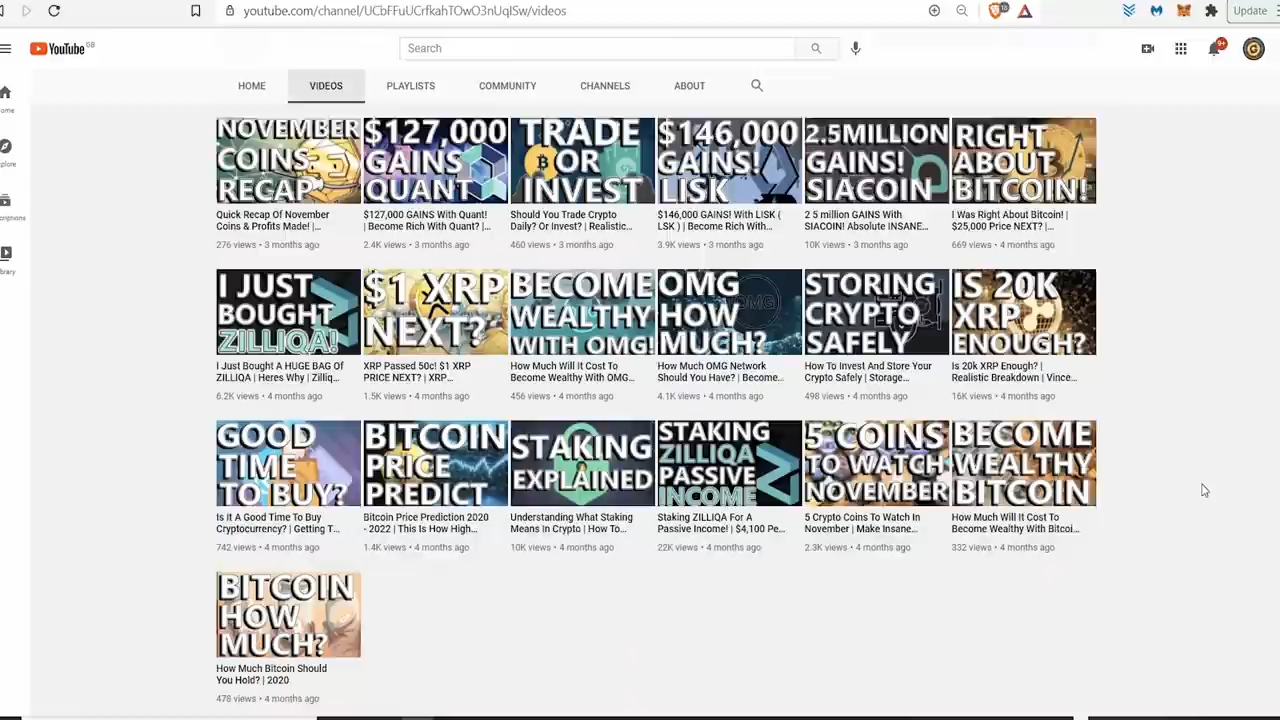 youtube.com/channel/UCbFFuUCrfkahTOwO3nUqISw/videos
Update
YouTube GB
Search
9+
HOME
VIDEOS
PLAYLISTS
COMMUNITY
CHANNELS
ABOUT
NOVEMBER
COINS
RECAP
$127,000
GAINS
QUANT
TRADE
OR
INVEST
$146,000
GAINS!
LISK
2.5MILLION
GAINS!
SIACOIN
RIGHT
ABOUT
BITCOIN!
Quick Recap Of November
Coins & Profits Made! |...
276 views • 3 months ago
$127,000 GAINS With Quant!
| Become Rich With Quant? |...
2.4K views • 3 months ago
Should You Trade Crypto
Daily? Or Invest? | Realistic...
460 views • 3 months ago
$146,000 GAINS! With LISK (
LSK ) | Become Rich With...
3.9K views • 3 months ago
2 5 million GAINS With
SIACOIN! Absolute INSANE...
10K views • 3 months ago
I Was Right About Bitcoin! |
$25,000 Price NEXT? |...
669 views • 4 months ago
I JUST
BOUGHT
ZILLIQA!
$1 XRP
NEXT?
BECOME
WEALTHY
WITH OMG!
OMG
HOW
MUCH?
STORING
CRYPTO
SAFELY
IS 20K
XRP
ENOUGH?
I Just Bought A HUGE BAG Of
ZILLIQA | Heres Why | Zilliq...
6.2K views • 4 months ago
XRP Passed 50c! $1 XRP
PRICE NEXT? | XRP...
1.5K views • 4 months ago
How Much Will It Cost To
Become Wealthy With OMG...
456 views • 4 months ago
How Much OMG Network
Should You Have? | Become...
4.1K views • 4 months ago
How To Invest And Store Your
Crypto Safely | Storage...
498 views • 4 months ago
Is 20k XRP Enough? |
Realistic Breakdown | Vince...
16K views • 4 months ago
GOOD
TIME
TO BUY?
BITCOIN
PRICE
PREDICT
STAKING
EXPLAINED
STAKING
ZILLIQA
PASSIVE
INCOME
5 COINS
TO WATCH
NOVEMBER
BECOME
WEALTHY
BITCOIN
Is It A Good Time To Buy
Cryptocurrency? | Getting T...
742 views • 4 months ago
Bitcoin Price Prediction 2020
- 2022 | This Is How High...
1.4K views • 4 months ago
Understanding What Staking
Means In Crypto | How To...
10K views • 4 months ago
Staking ZILLIQA For A
Passive Income! | $4,100 Pe...
22K views • 4 months ago
5 Crypto Coins To Watch In
November | Make Insane...
2.3K views • 4 months ago
How Much Will It Cost To
Become Wealthy With Bitcoi...
332 views • 4 months ago
BITCOIN
HOW
MUCH?
How Much Bitcoin Should
You Hold? | 2020
478 views • 4 months ago